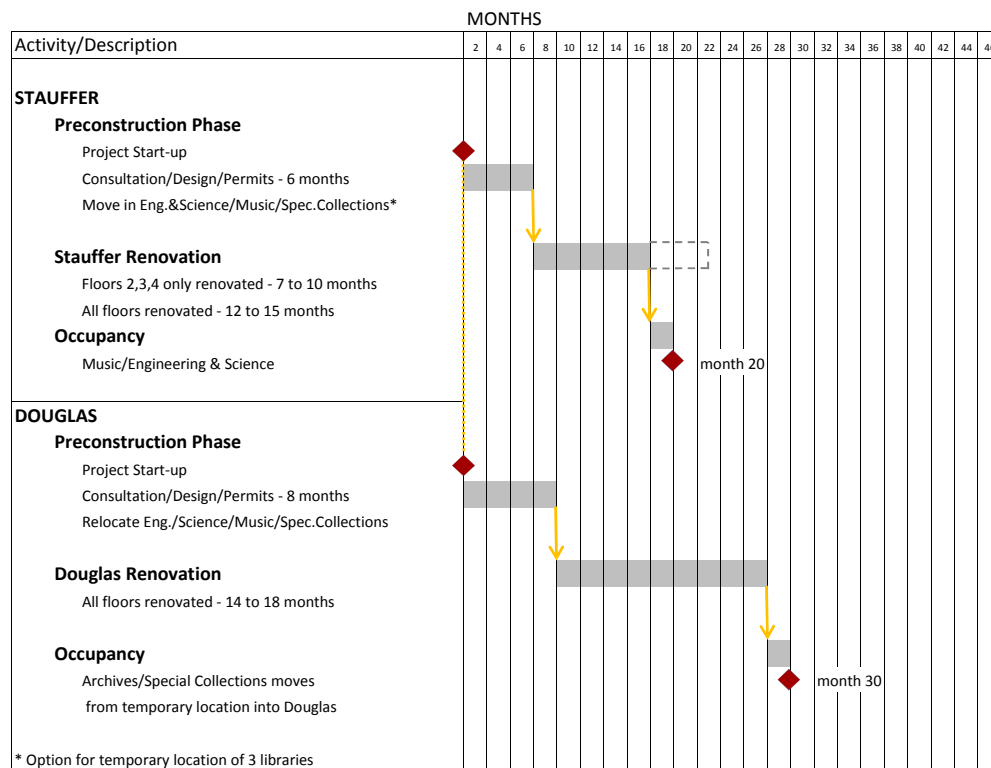 MONTHS
Activity/Description 2 4 6 8 10 12 14 16 18 20 22 24 26 28 30 32 34 36 38 40 42 44
STAUFFER
Preconstruction Phase
Project Start-up
Consultation/Design/Permits - 6 months
Move in Eng.&Science/Music/Spec.Collections*
Stauffer Renovation
Floors 2,3,4 only renovated - 7 to 10 months
All floors renovated - 12 to 15 months
Occupancy
Music/Engineering & Science month 20
DOUGLAS
Preconstruction Phase
Project Start-up
Consultation/Design/Permits - 8 months
Relocate Eng./Science/Music/Spec.Collections
Douglas Renovation
All floors renovated - 14 to 18 months
Occupancy
Archives/Special Collections moves month 30
from temporary location into Douglas
* Option for temporary location of 3 libraries